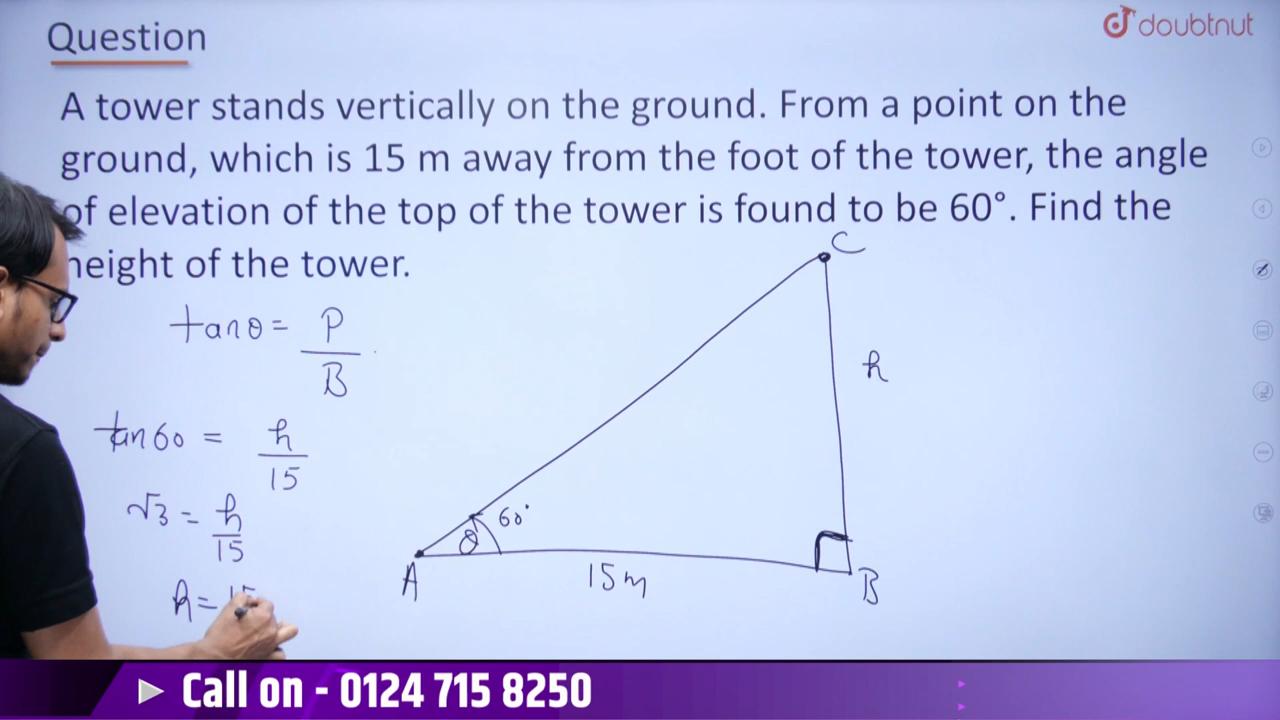 Question
doubtnut
A tower stands vertically on the ground. From a point on the
ground, which is 15 m away from the foot of the tower, the angle
of elevation of the top of the tower is found to be 60°. Find the
height of the tower.
C
tanθ = P
B
h
tan60 = h
15
√3 = h
15
60°
θ
A
15m
B
h = 15
Call on - 0124 715 8250